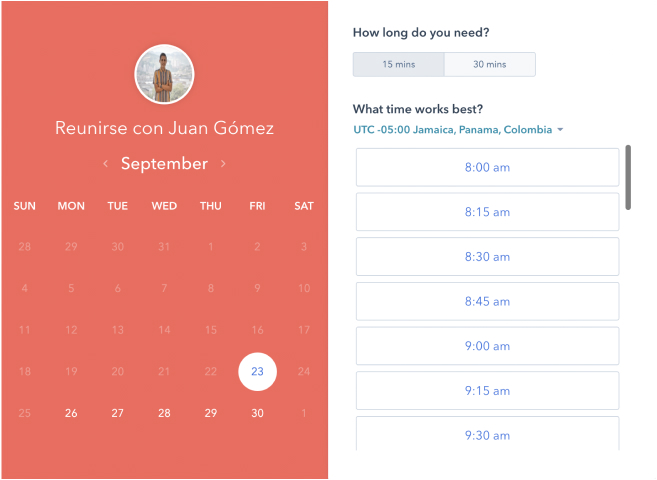 Reunirse con Juan Gómez
‹ September ›
SUN MON TUE WED THU FRI SAT
28 29 30 31 1 2 3
4 5 6 7 8 9 10
11 12 13 14 15 16 17
18 19 20 21 22 23 24
25 26 27 28 29 30 1
How long do you need?
15 mins 30 mins
What time works best?
UTC -05:00 Jamaica, Panama, Colombia
8:00 am
8:15 am
8:30 am
8:45 am
9:00 am
9:15 am
9:30 am